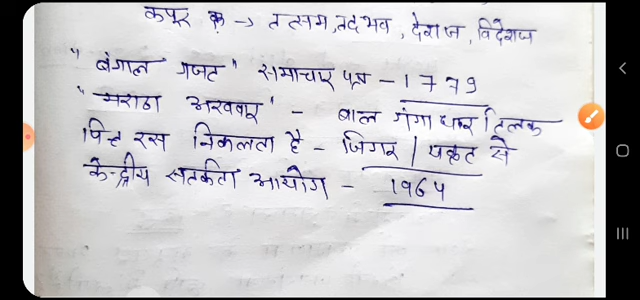 कपूर क → तत्सम, तद्भव, देशज, विदेशज
"बंगाल गजट" समाचार पत्र - 1779
"मराठा अखबार" - बाल गंगाधर तिलक
पित्त रस निकलता है - जिगर / यकृत से
केन्द्रीय सतर्कता आयोग - 1964